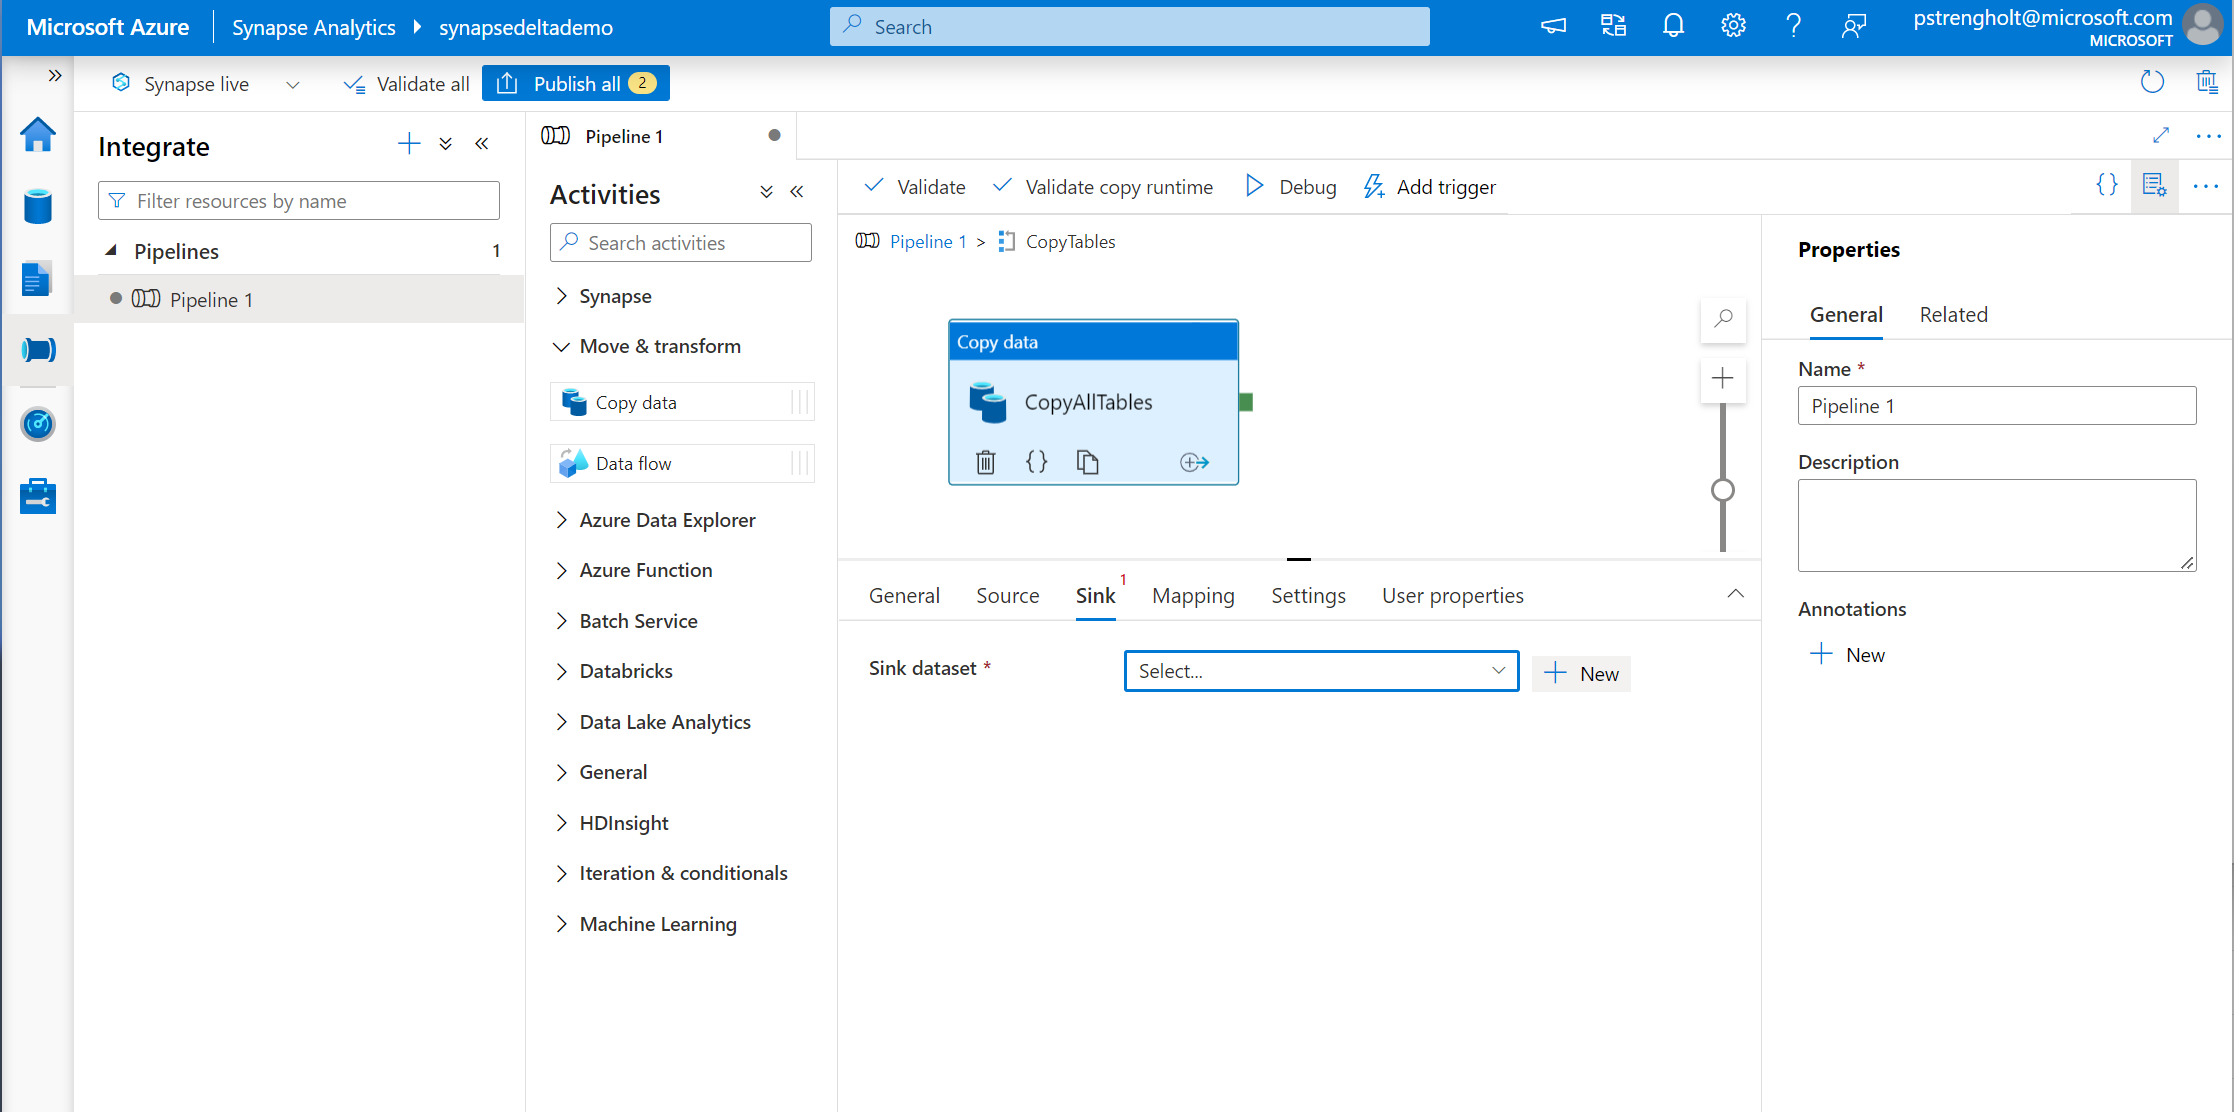 Microsoft Azure
Synapse Analytics
synapsedeltademo
Search
pstrengholt@microsoft.com
MICROSOFT
Synapse live
Validate all
Publish all
2
Integrate
Filter resources by name
Pipelines
1
Pipeline 1
Pipeline 1
Activities
Search activities
Synapse
Move & transform
Copy data
Data flow
Azure Data Explorer
Azure Function
Batch Service
Databricks
Data Lake Analytics
General
HDInsight
Iteration & conditionals
Machine Learning
Validate
Validate copy runtime
Debug
Add trigger
{ }
Pipeline 1 > CopyTables
Copy data
CopyAllTables
{ }
General
Source
Sink 1
Mapping
Settings
User properties
Sink dataset *
Select...
New
Properties
General
Related
Name *
Pipeline 1
Description
Annotations
New